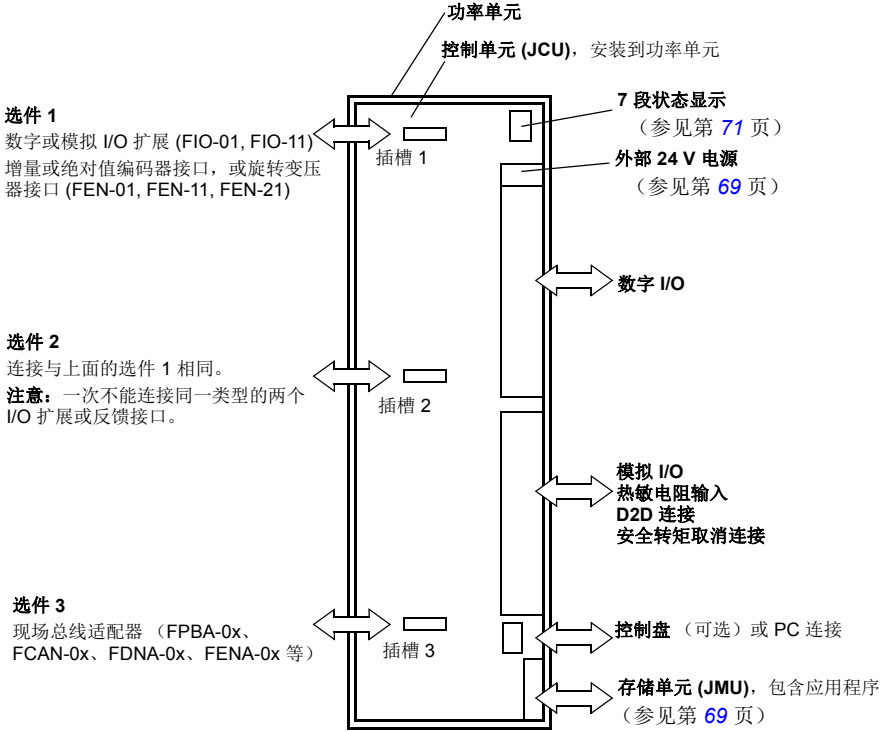 功率单元
控制单元 (JCU)，安装到功率单元
选件 1
数字或模拟 I/O 扩展 (FIO-01, FIO-11)
增量或绝对值编码器接口，或旋转变压
器接口 (FEN-01, FEN-11, FEN-21)
插槽 1
7 段状态显示
（参见第 71 页）
外部 24 V 电源
（参见第 69 页）
数字 I/O
选件 2
连接与上面的选件 1 相同。
注意：一次不能连接同一类型的两个
I/O 扩展或反馈接口。
插槽 2
模拟 I/O
热敏电阻输入
D2D 连接
安全转矩取消连接
选件 3
现场总线适配器 （FPBA-0x、
FCAN-0x、FDNA-0x、FENA-0x 等）
插槽 3
控制盘 （可选）或 PC 连接
存储单元 (JMU)，包含应用程序
（参见第 69 页）